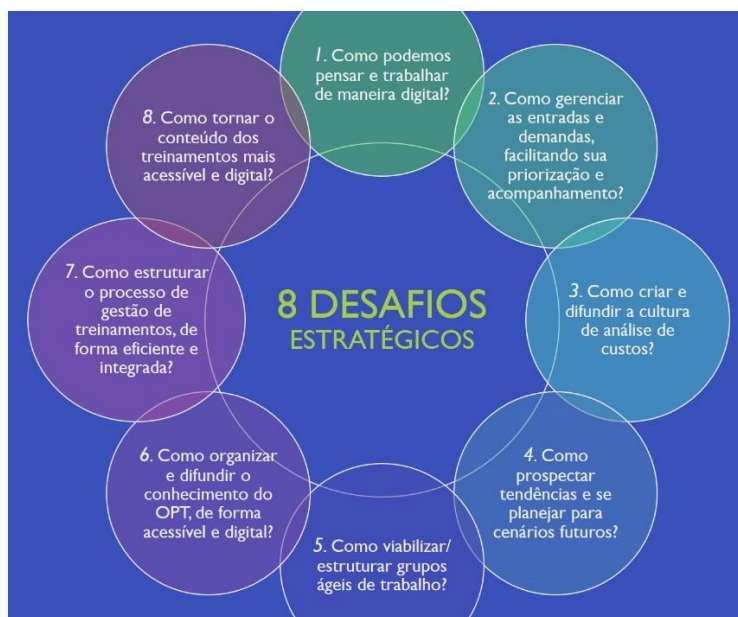 8 DESAFIOS
ESTRATÉGICOS
1. Como podemos
pensar e trabalhar
de maneira digital?
2. Como gerenciar
as entradas e
demandas,
facilitando sua
priorização e
acompanhamento?
3. Como criar e
difundir a cultura
de análise de
custos?
4. Como
prospectar
tendências e se
planejar para
cenários futuros?
5. Como viabilizar/
estruturar grupos
ágeis de trabalho?
6. Como organizar
e difundir o
conhecimento do
OPT, de forma
acessível e digital?
7. Como estruturar
o processo de
gestão de
treinamentos, de
forma eficiente e
integrada?
8. Como tornar o
conteúdo dos
treinamentos mais
acessível e digital?